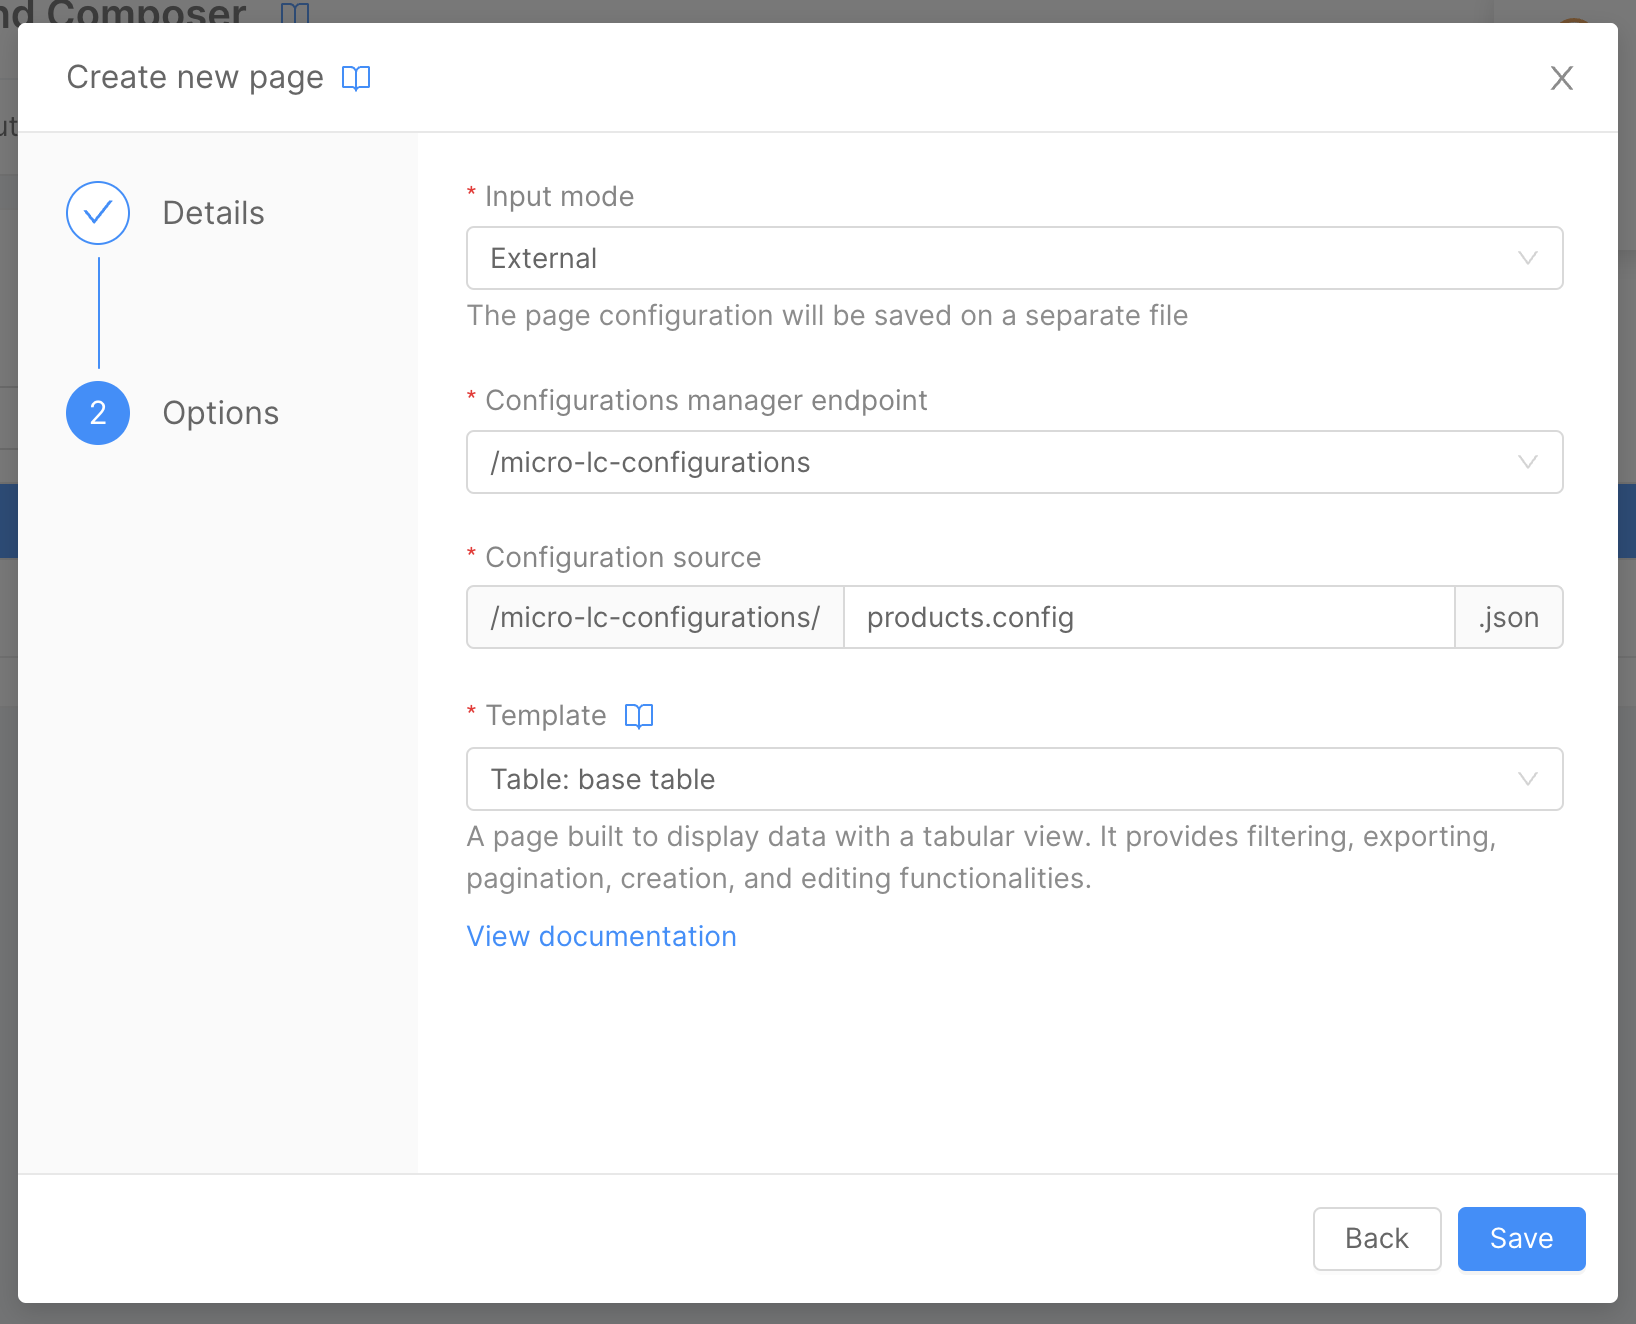 nd Composer
ut
Create new page
Details
2 Options
* Input mode
External
The page configuration will be saved on a separate file
* Configurations manager endpoint
/micro-lc-configurations
* Configuration source
/micro-lc-configurations/ products.config .json
* Template
Table: base table
A page built to display data with a tabular view. It provides filtering, exporting,
pagination, creation, and editing functionalities.
View documentation
Back Save